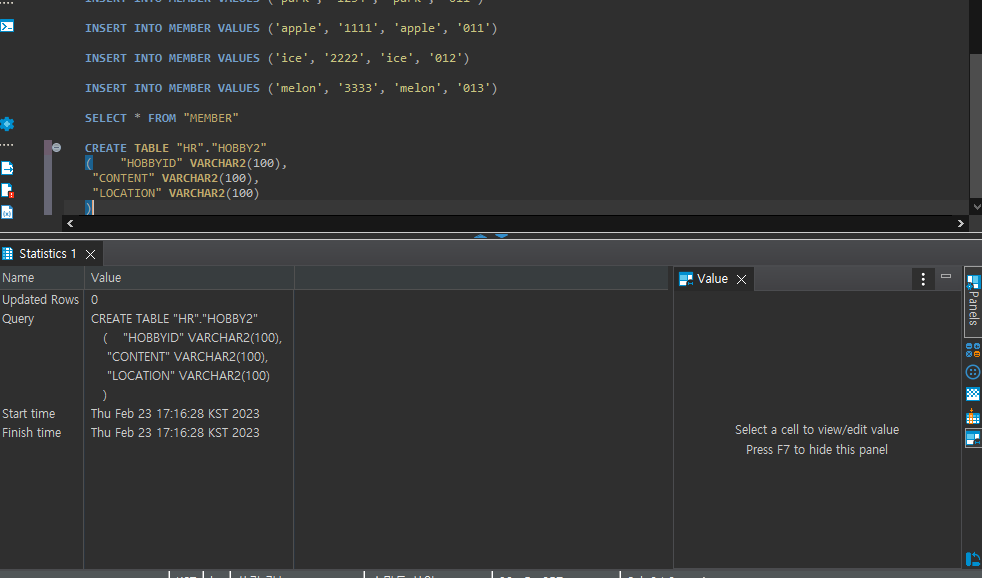 INSERT INTO MEMBER VALUES ('park', '1234', 'park', '011')
INSERT INTO MEMBER VALUES ('apple', '1111', 'apple', '011')
INSERT INTO MEMBER VALUES ('ice', '2222', 'ice', '012')
INSERT INTO MEMBER VALUES ('melon', '3333', 'melon', '013')
SELECT * FROM "MEMBER"
CREATE TABLE "HR"."HOBBY2"
( "HOBBYID" VARCHAR2(100),
"CONTENT" VARCHAR2(100),
"LOCATION" VARCHAR2(100)
)
Statistics 1
Name Value
Updated Rows 0
Query CREATE TABLE "HR"."HOBBY2"
( "HOBBYID" VARCHAR2(100),
"CONTENT" VARCHAR2(100),
"LOCATION" VARCHAR2(100)
)
Start time Thu Feb 23 17:16:28 KST 2023
Finish time Thu Feb 23 17:16:28 KST 2023
Value
Select a cell to view/edit value
Press F7 to hide this panel
Panels